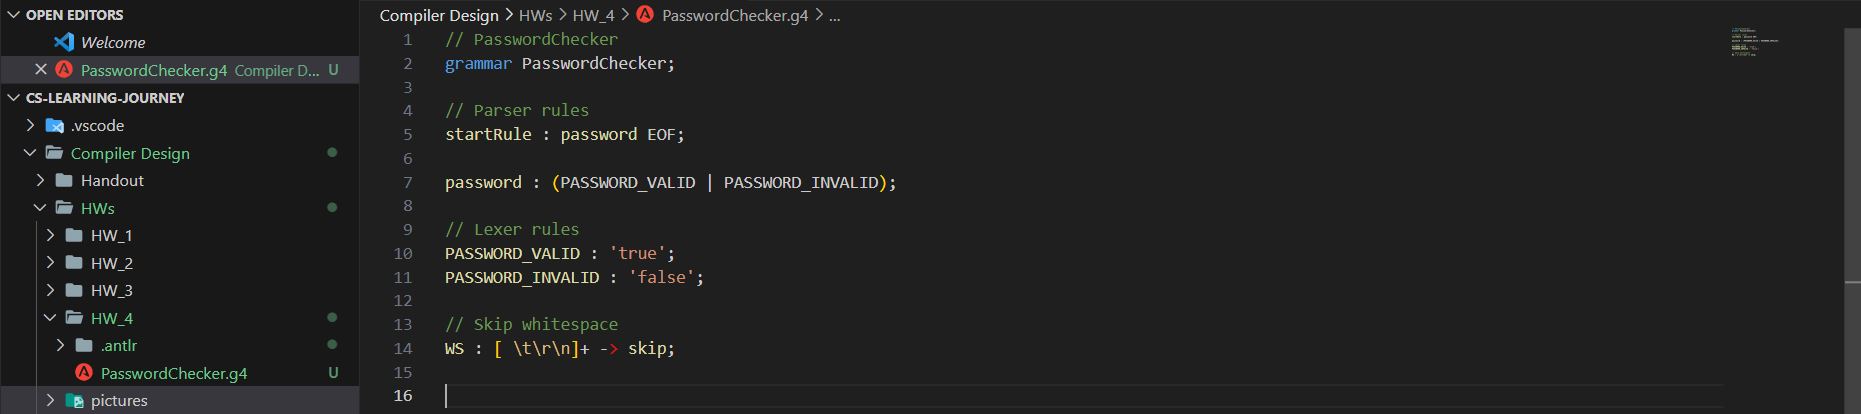 OPEN EDITORS
Welcome
PasswordChecker.g4 Compiler D... U
CS-LEARNING-JOURNEY
.vscode
Compiler Design
Handout
HWs
HW_1
HW_2
HW_3
HW_4
.antlr
PasswordChecker.g4 U
pictures
Compiler Design > HWs > HW_4 > PasswordChecker.g4 > ...
1 // PasswordChecker
2 grammar PasswordChecker;
3
4 // Parser rules
5 startRule : password EOF;
6
7 password : (PASSWORD_VALID | PASSWORD_INVALID);
8
9 // Lexer rules
10 PASSWORD_VALID : 'true';
11 PASSWORD_INVALID : 'false';
12
13 // Skip whitespace
14 WS : [ \t\r\n]+ -> skip;
15
16